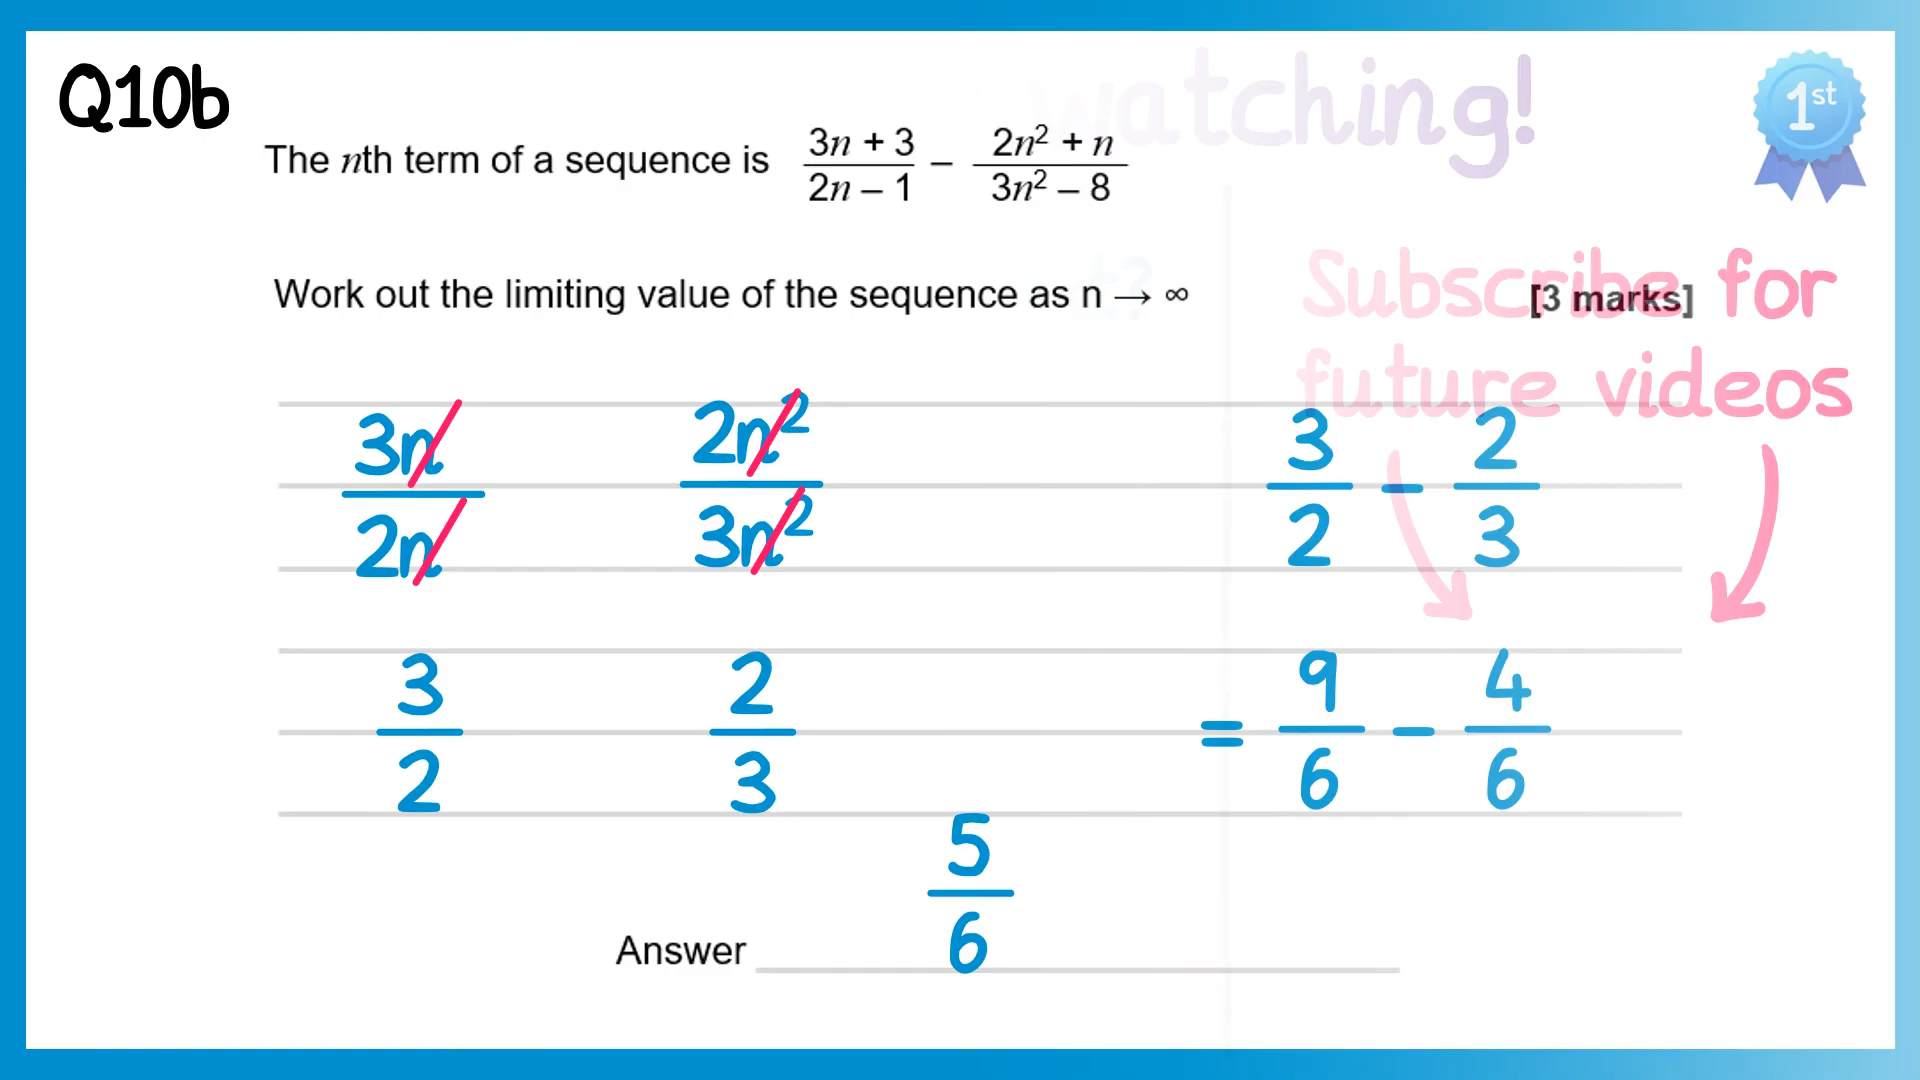 Q10b
watching!
1st
The nth term of a sequence is 3n + 3 / 2n – 1 – 2n² + n / 3n² – 8
Work out the limiting value of the sequence as n → ∞
t?
[3 marks]
Subscribe for
future videos
3n / 2n
2n² / 3n²
3 / 2 – 2 / 3
3 / 2
2 / 3
= 9 / 6 – 4 / 6
5 / 6
Answer